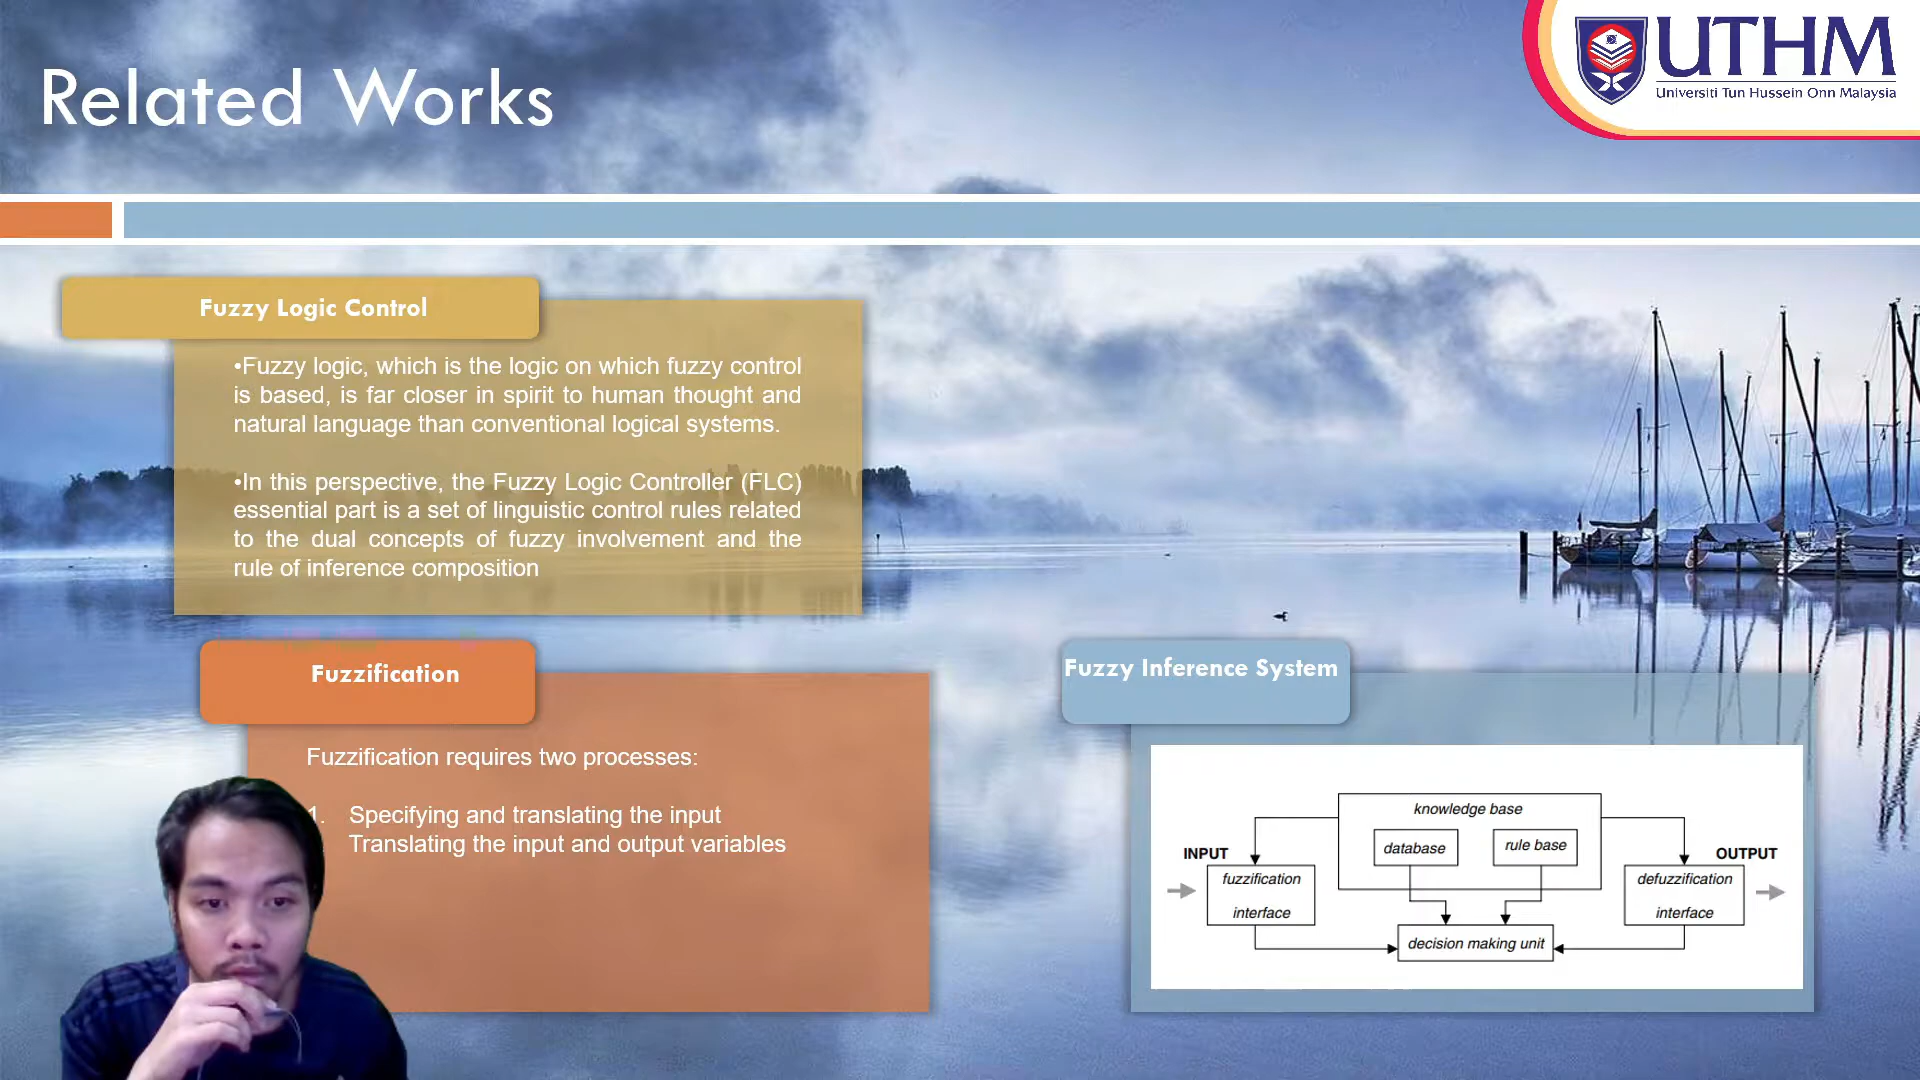 Related Works
UTHM
Universiti Tun Hussein Onn Malaysia
Fuzzy Logic Control
•Fuzzy logic, which is the logic on which fuzzy control
is based, is far closer in spirit to human thought and
natural language than conventional logical systems.
•In this perspective, the Fuzzy Logic Controller (FLC)
essential part is a set of linguistic control rules related
to the dual concepts of fuzzy involvement and the
rule of inference composition
Fuzzification
Fuzzification requires two processes:
1. Specifying and translating the input
Translating the input and output variables
Fuzzy Inference System
knowledge base
database
rule base
INPUT
OUTPUT
fuzzification
interface
defuzzification
interface
decision making unit